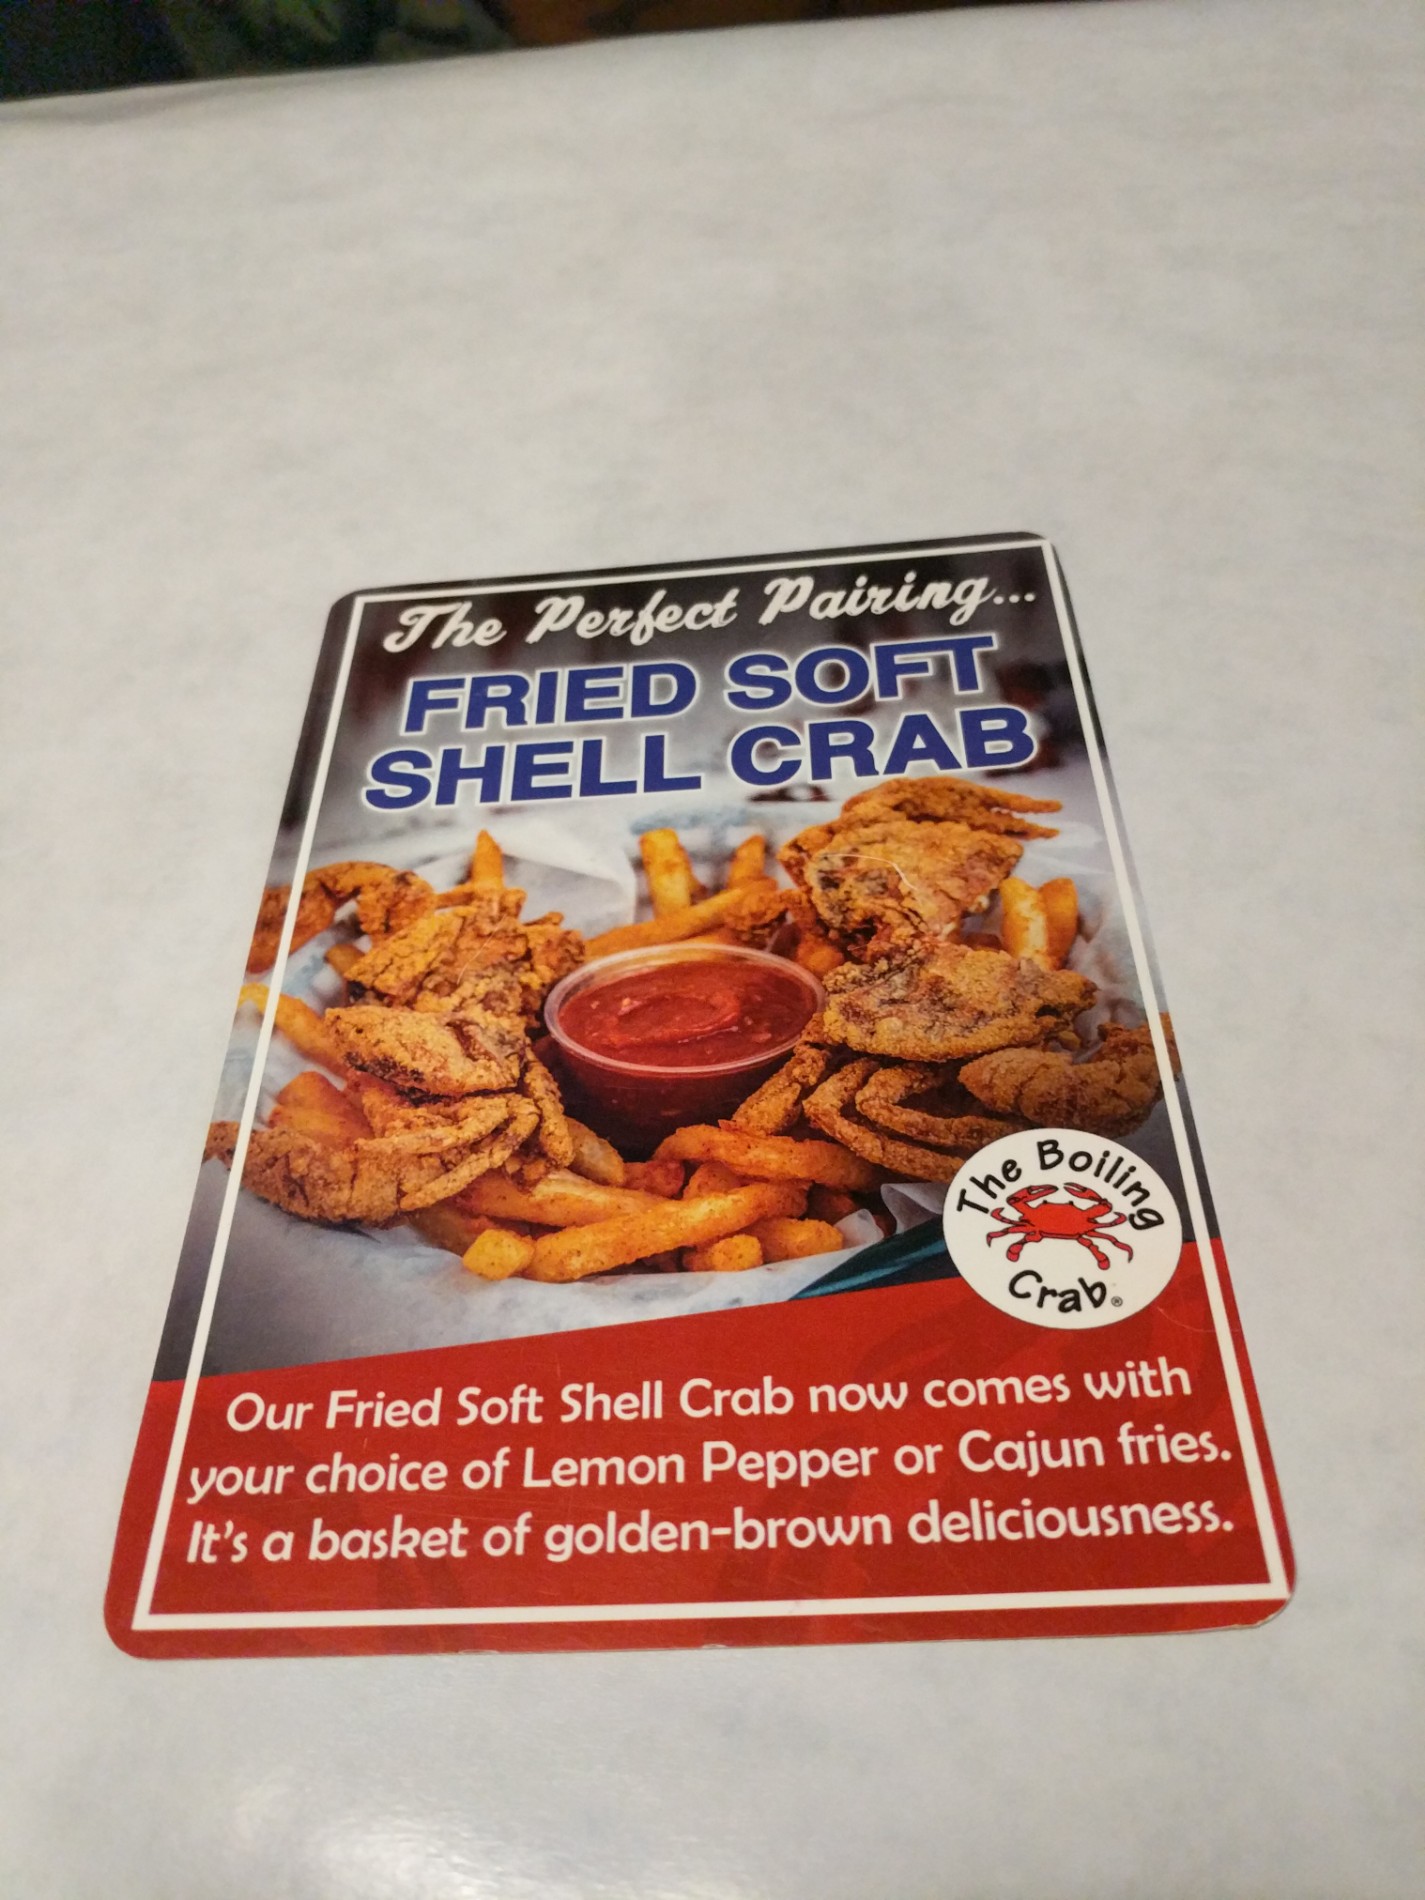 The Perfect Pairing...
FRIED SOFT
SHELL CRAB
The Boiling
Crab®
Our Fried Soft Shell Crab now comes with
your choice of Lemon Pepper or Cajun fries.
It's a basket of golden-brown deliciousness.